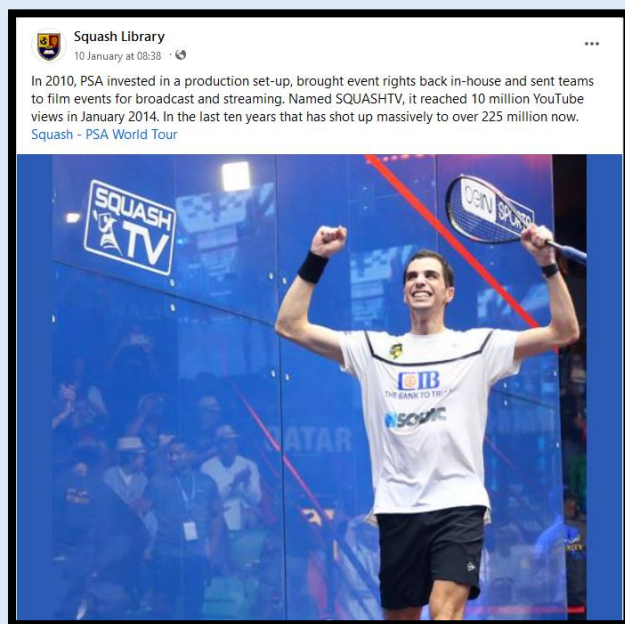 Squash Library
10 January at 08:38
In 2010, PSA invested in a production set-up, brought event rights back in-house and sent teams
to film events for broadcast and streaming. Named SQUASHTV, it reached 10 million YouTube
views in January 2014. In the last ten years that has shot up massively to over 225 million now.
Squash - PSA World Tour
SQUASH
TV
beIN SPORTS
CIB
THE BANK TO TRU
QATAR